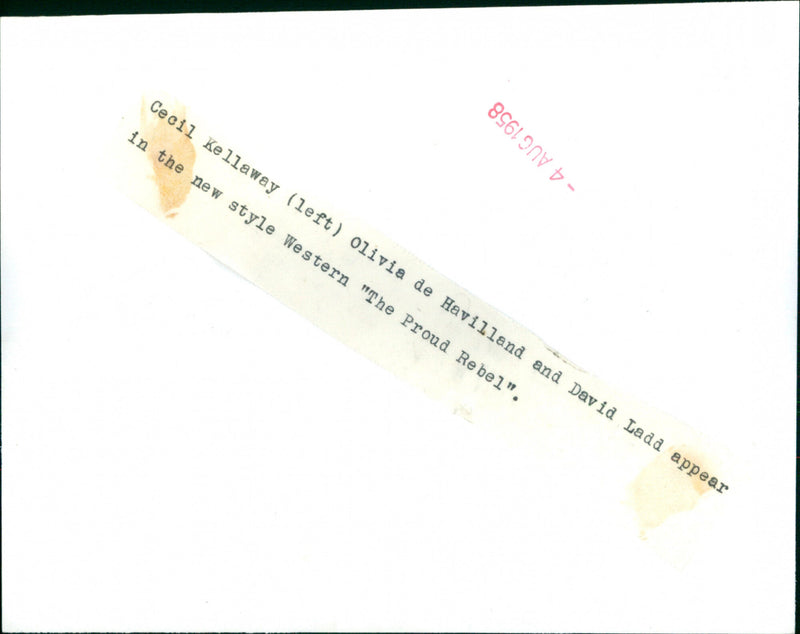 Cecil Kellaway (left) Olivia de Havilland and David Ladd appear
in the new style Western "The Proud Rebel".
- 4 AUG 1958